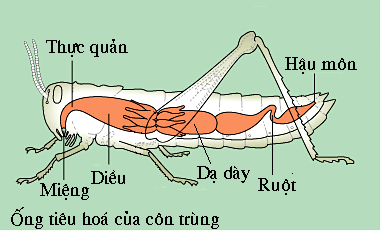 Thực quản
Hậu môn
Miệng
Diều
Dạ dày
Ruột
Ống tiêu hoá của côn trùng